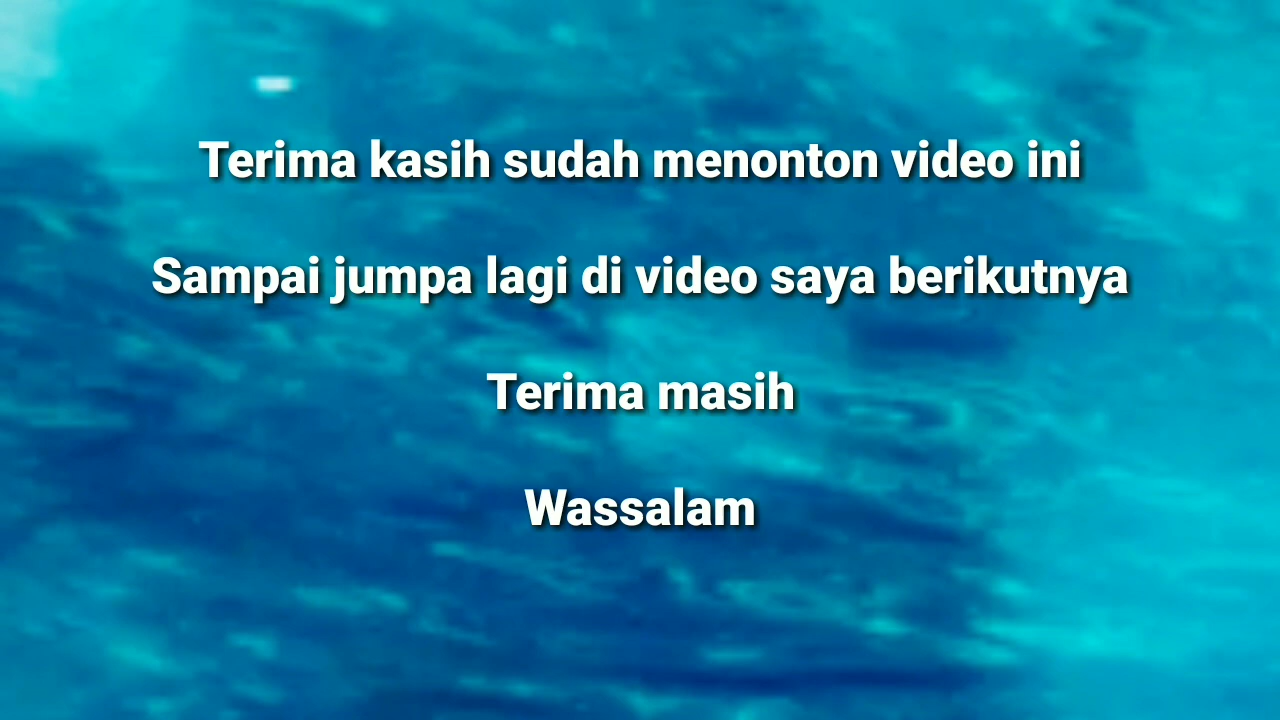 Terima kasih sudah menonton video ini
Sampai jumpa lagi di video saya berikutnya
Terima masih
Wassalam